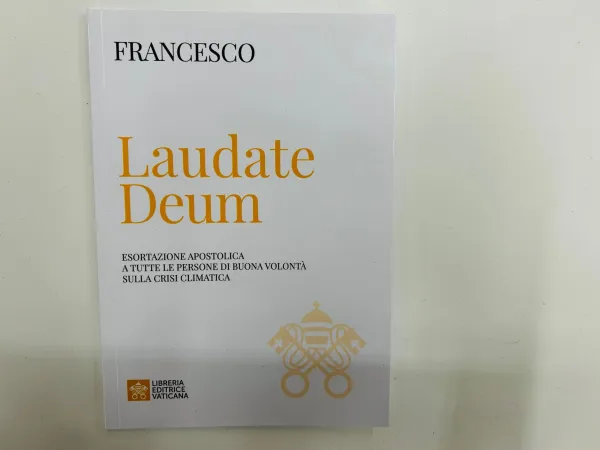 FRANCESCO
Laudate
Deum
ESORTAZIONE APOSTOLICA
A TUTTE LE PERSONE DI BUONA VOLONTÀ
SULLA CRISI CLIMATICA
LIBRERIA
EDITRICE
VATICANA